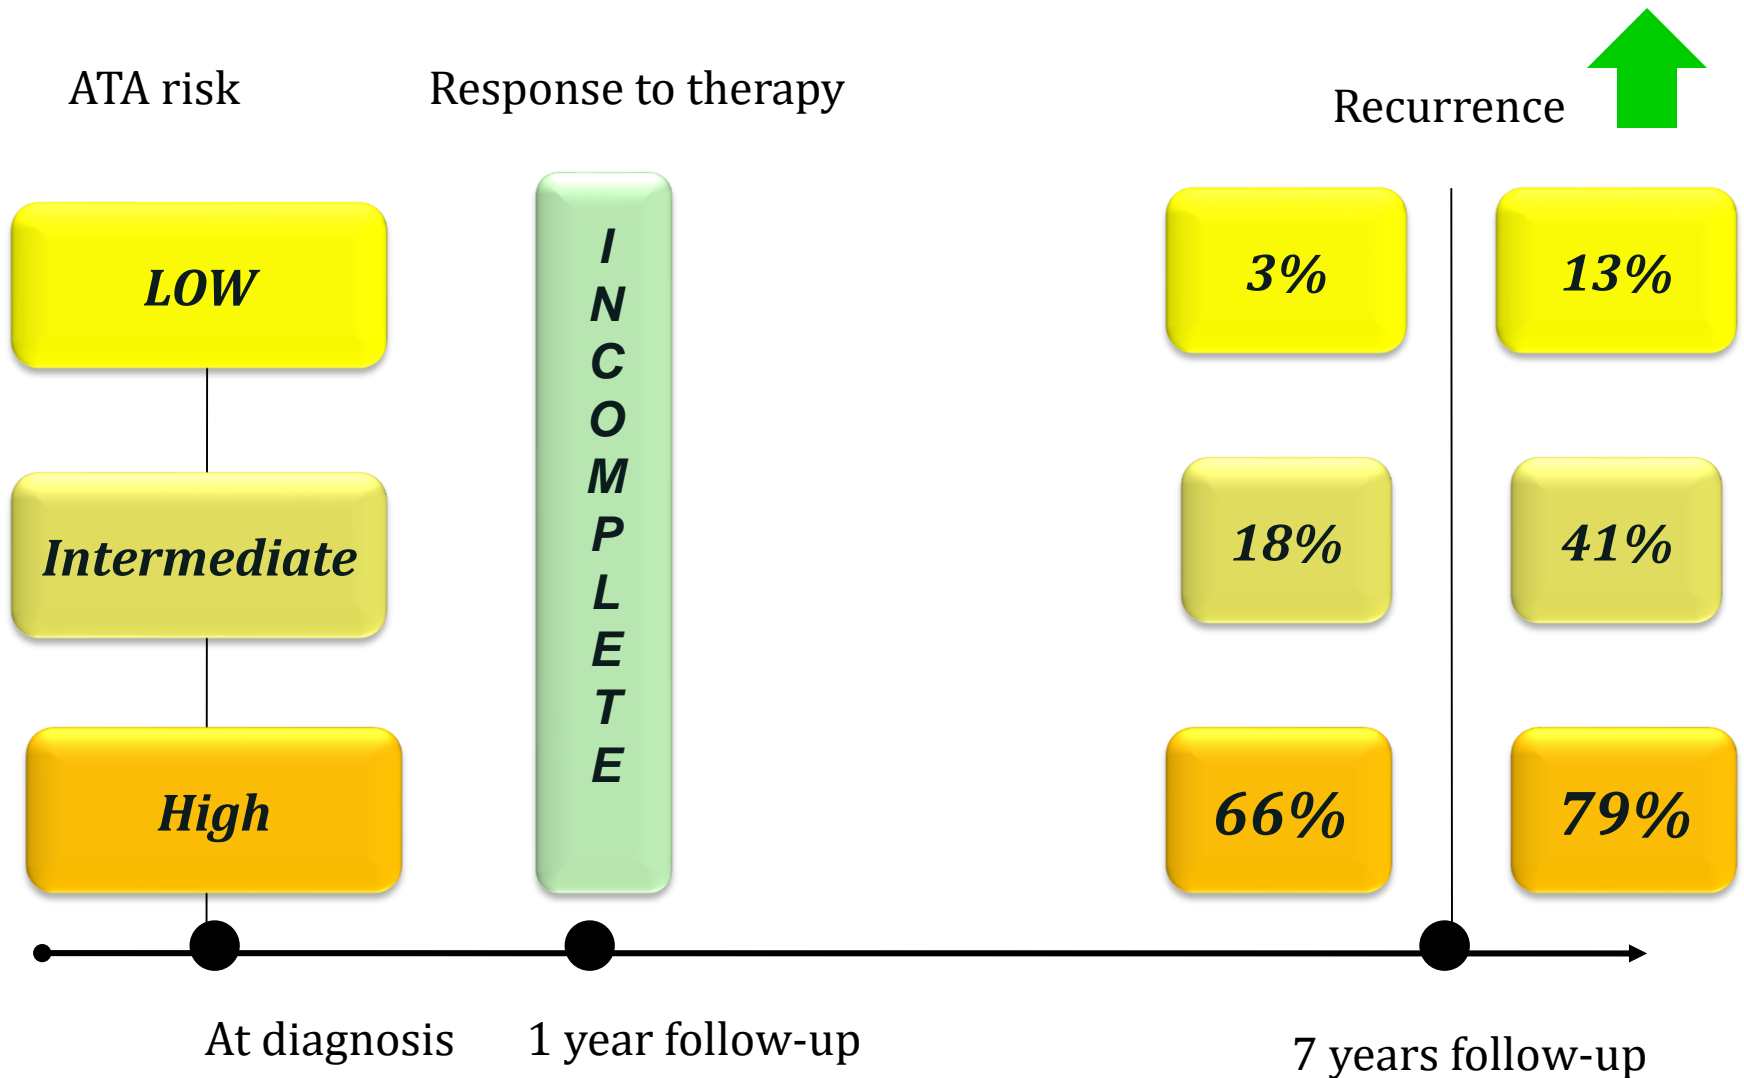 ATA risk
Response to therapy
Recurrence
LOW
INCOMPLETE
3%
13%
Intermediate
18%
41%
High
66%
79%
At diagnosis
1 year follow-up
7 years follow-up